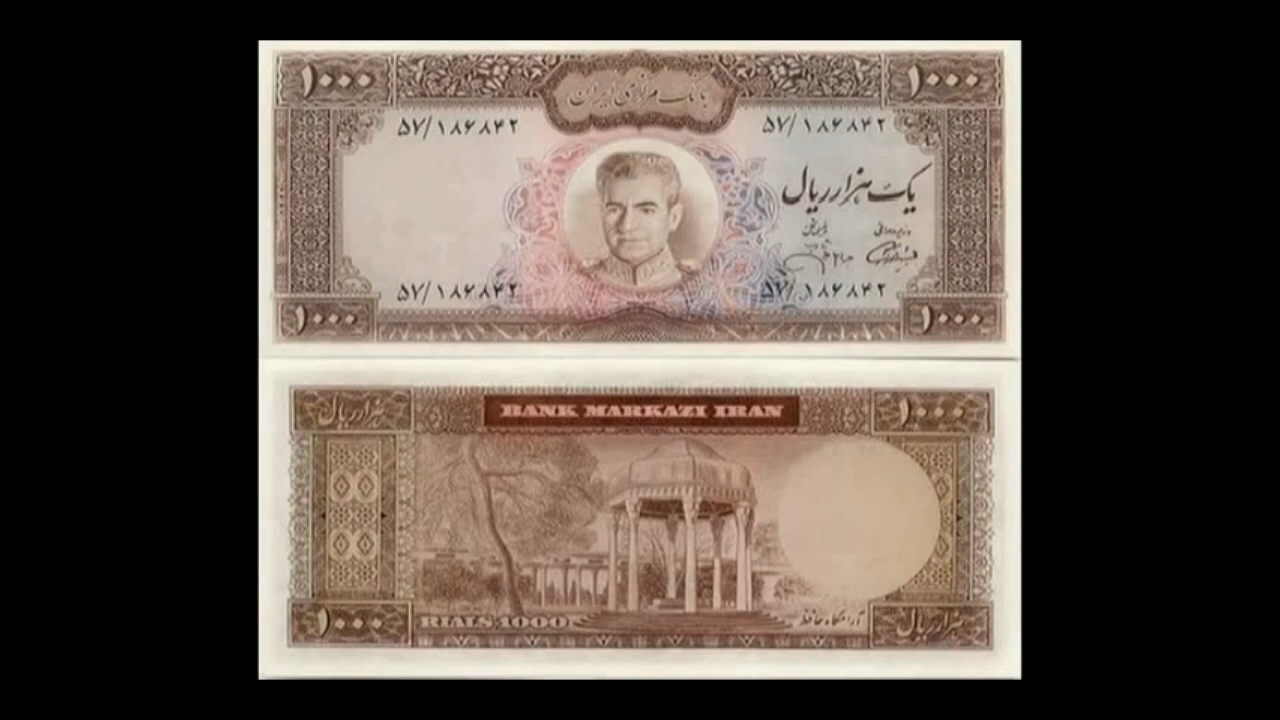 ۱۰۰۰ بانک مرکزی ایران ۱۰۰۰
۵۷/۱۸۶۸۴۲ ۵۷/۱۸۶۸۴۲
یک هزار ریال
۵۷/۱۸۶۸۴۲ ۵۷/۱۸۶۸۴۲
۱۰۰۰ ۱۰۰۰
هزار ریال BANK MARKAZI IRAN ۱۰۰۰
۱۰۰۰ RIALS 1000 آرامگاه حافظ هزار ریال